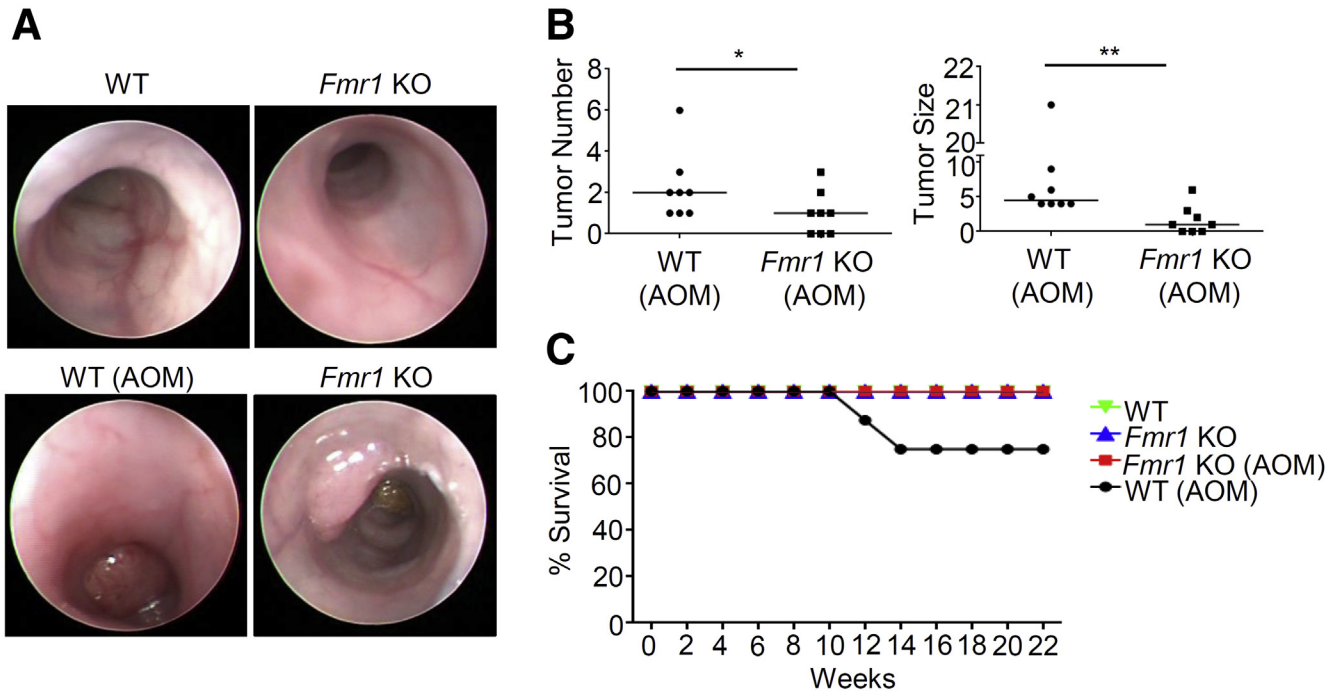 A
WT
Fmr1 KO
WT (AOM)
Fmr1 KO
B
Tumor Number
8
6
4
2
0
*
WT
(AOM)
Fmr1 KO
(AOM)
Tumor Size
22
21
20
10
5
0
**
WT
(AOM)
Fmr1 KO
(AOM)
C
% Survival
100
80
60
40
20
0
0 2 4 6 8 10 12 14 16 18 20 22
Weeks
WT
Fmr1 KO
Fmr1 KO (AOM)
WT (AOM)